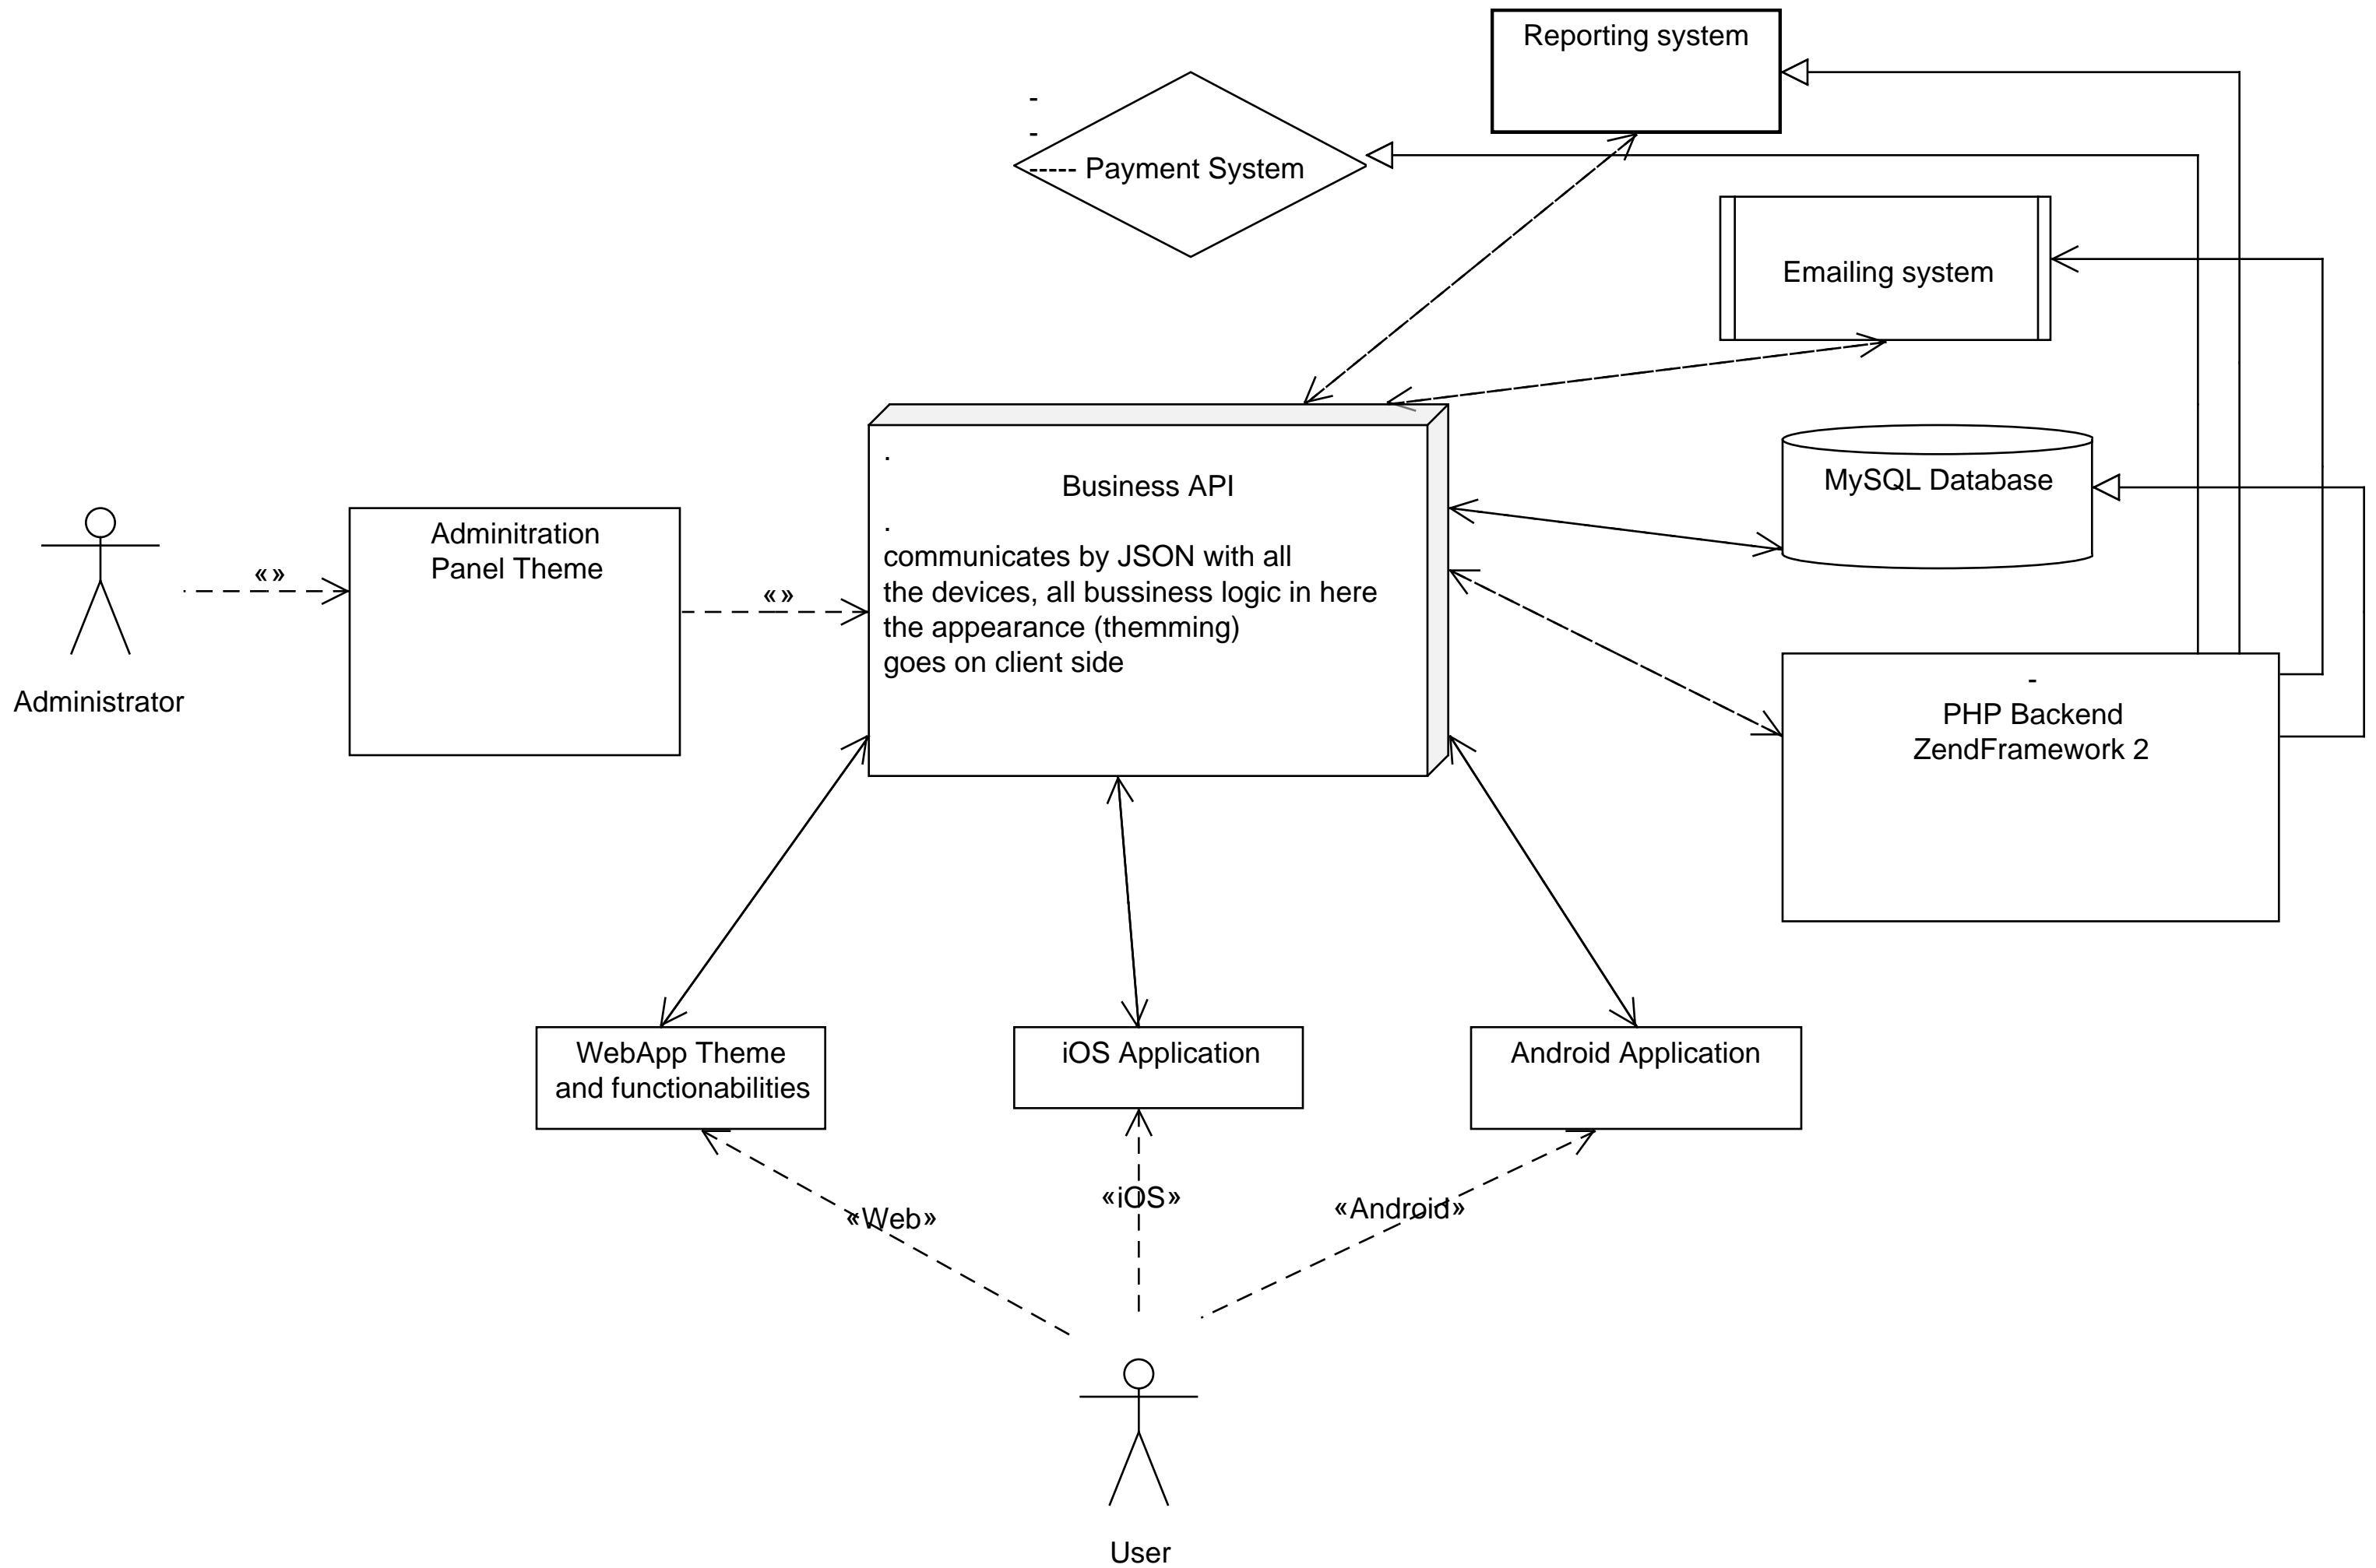 Reporting system
-
-
----- Payment System
Emailing system
MySQL Database
.
Business API
.
communicates by JSON with all
the devices, all bussiness logic in here
the appearance (themming)
goes on client side
Adminitration
Panel Theme
«»
«»
Administrator
-
PHP Backend
ZendFramework 2
WebApp Theme
and functionabilities
iOS Application
Android Application
«Web»
«iOS»
«Android»
User